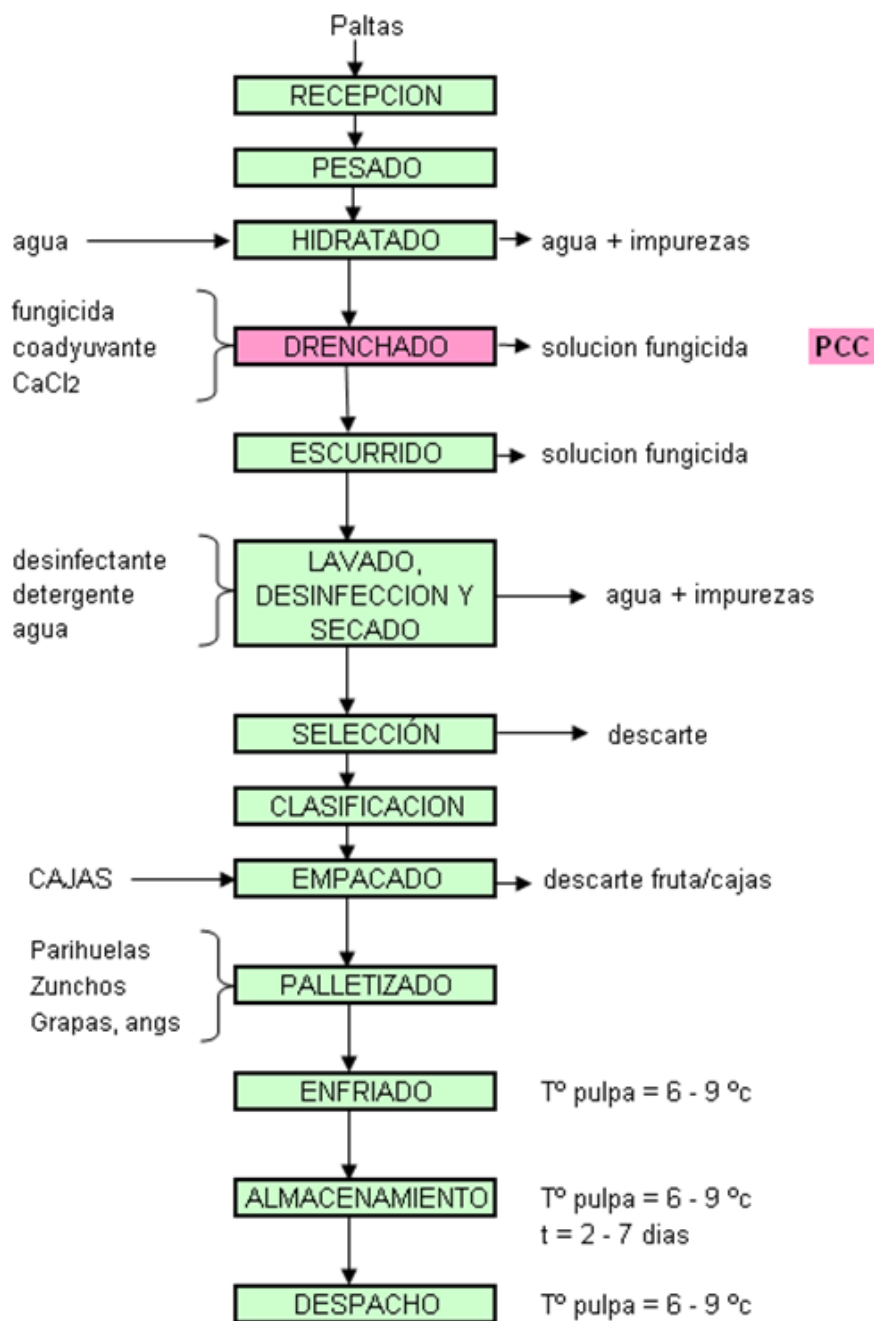 Paltas
RECEPCION
PESADO
agua
HIDRATADO
agua + impurezas
fungicida
coadyuvante
CaCl2
DRENCHADO
solucion fungicida
PCC
ESCURRIDO
solucion fungicida
desinfectante
detergente
agua
LAVADO,
DESINFECCION Y
SECADO
agua + impurezas
SELECCIÓN
descarte
CLASIFICACION
CAJAS
EMPACADO
descarte fruta/cajas
Parihuelas
Zunchos
Grapas, angs
PALLETIZADO
ENFRIADO
Tº pulpa = 6 - 9 ºc
ALMACENAMIENTO
Tº pulpa = 6 - 9 ºc
t = 2 - 7 dias
DESPACHO
Tº pulpa = 6 - 9 ºc